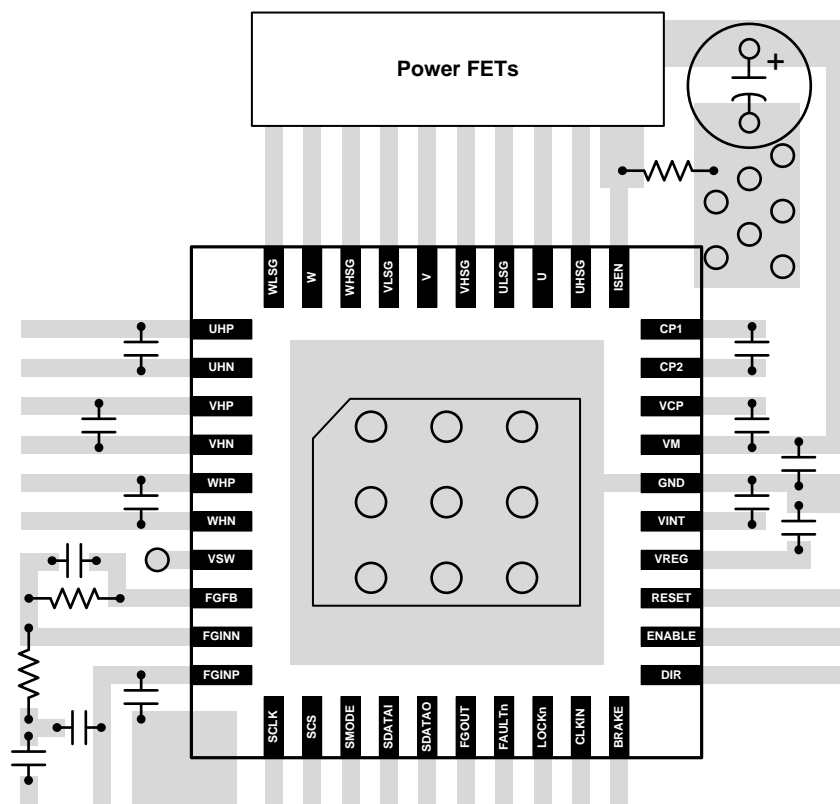 Power FETs
+
WLSG
W
WHSG
VLSG
V
VHSG
ULSG
U
UHSG
ISEN
UHP
UHN
VHP
VHN
WHP
WHN
VSW
FGFB
FGINN
FGINP
CP1
CP2
VCP
VM
GND
VINT
VREG
RESET
ENABLE
DIR
SCLK
SCS
SMODE
SDATAI
SDATAO
FGOUT
FAULTn
LOCKn
CLKIN
BRAKE